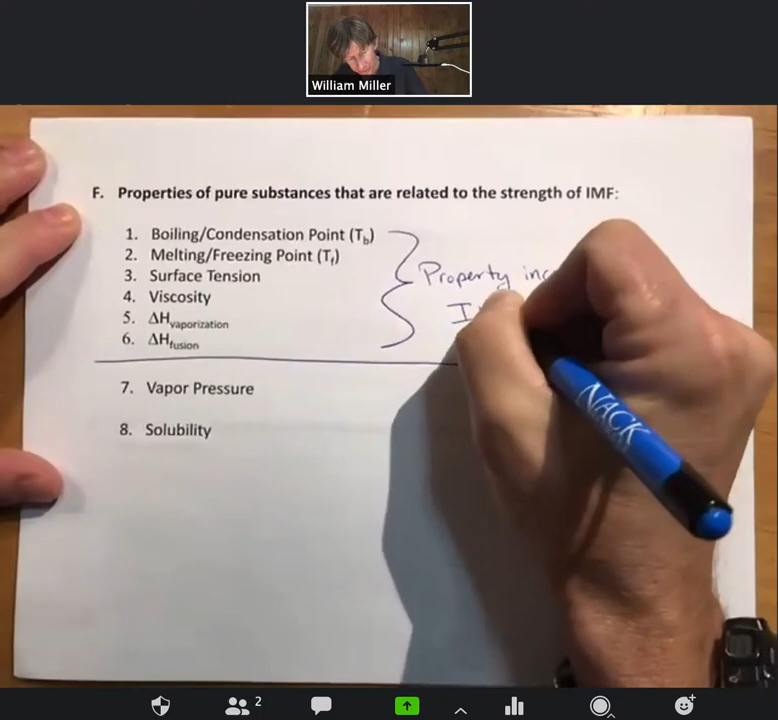 William Miller
F. Properties of pure substances that are related to the strength of IMF:
1. Boiling/Condensation Point (Tb)
2. Melting/Freezing Point (Tf)
3. Surface Tension
4. Viscosity
5. ΔHvaporization
6. ΔHfusion
Property inc
I
7. Vapor Pressure
8. Solubility
NACK
2